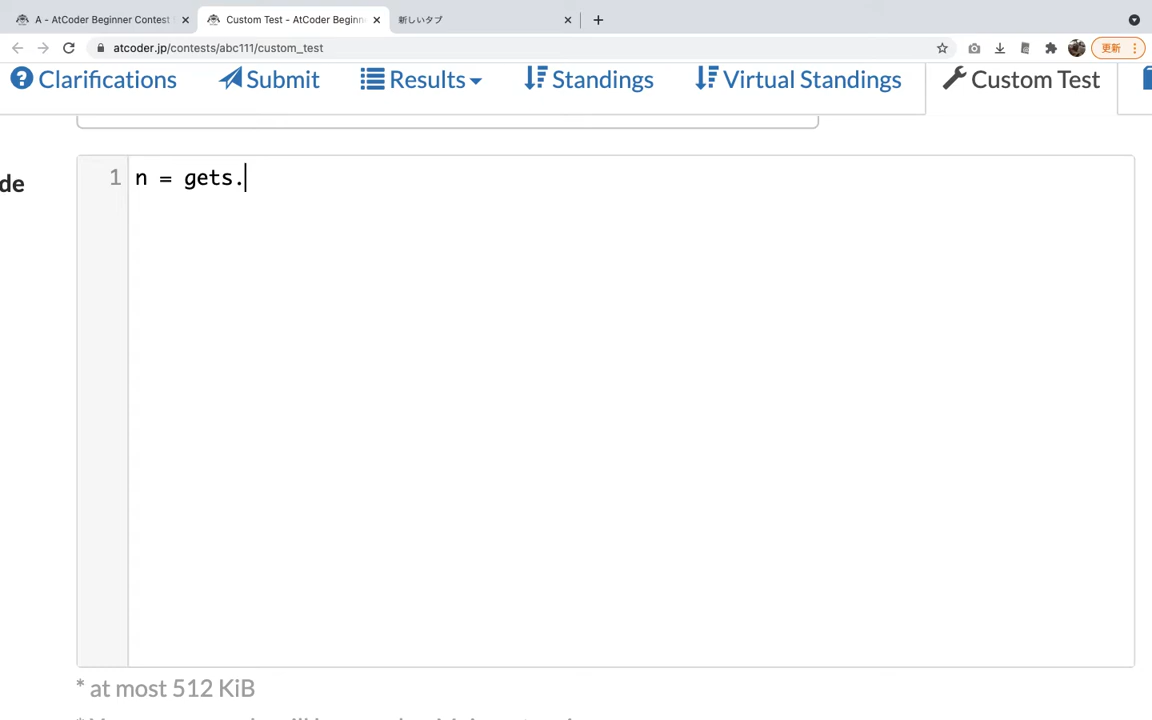 A - AtCoder Beginner Contest
Custom Test - AtCoder Beginn
新しいタブ
atcoder.jp/contests/abc111/custom_test
更新
Clarifications
Submit
Results
Standings
Virtual Standings
Custom Test
de
1 n = gets.
* at most 512 KiB